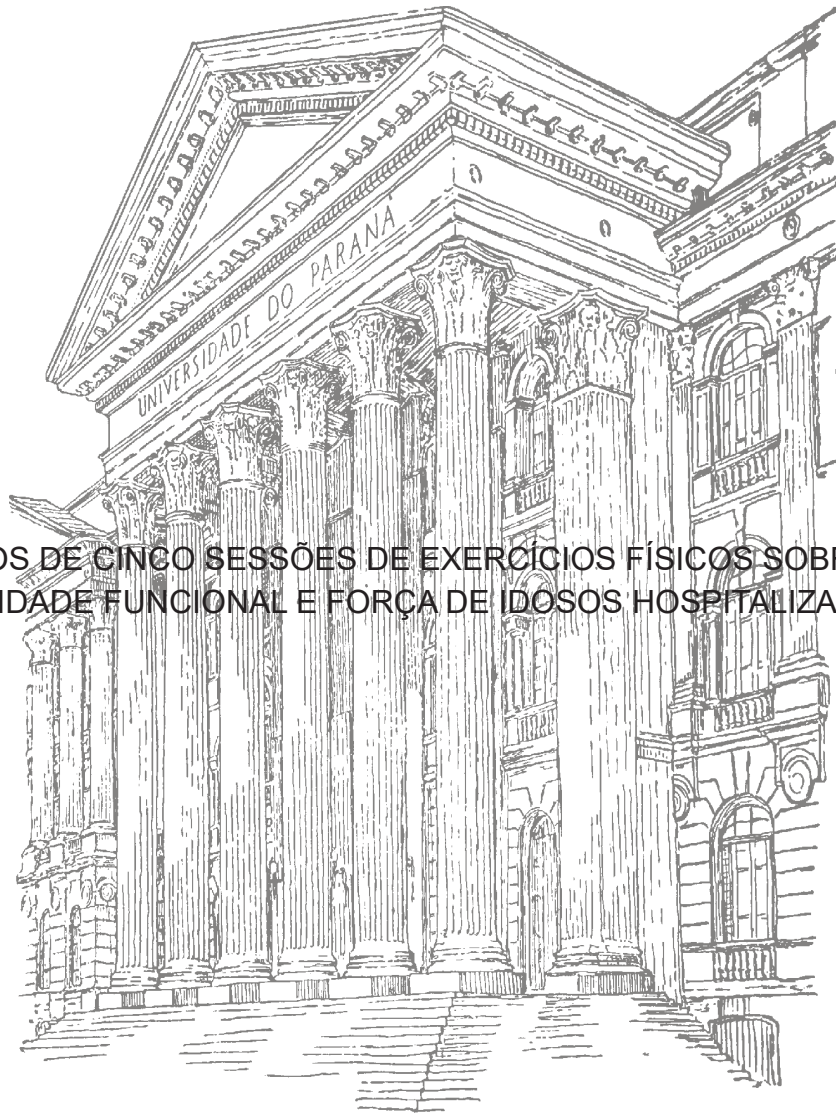 UNIVERSIDADE DO PARANÁ
OS DE CINCO SESSÕES DE EXERCÍCIOS FÍSICOS SOB
IDADE FUNCIONAL E FORÇA DE IDOSOS HOSPITALIZA